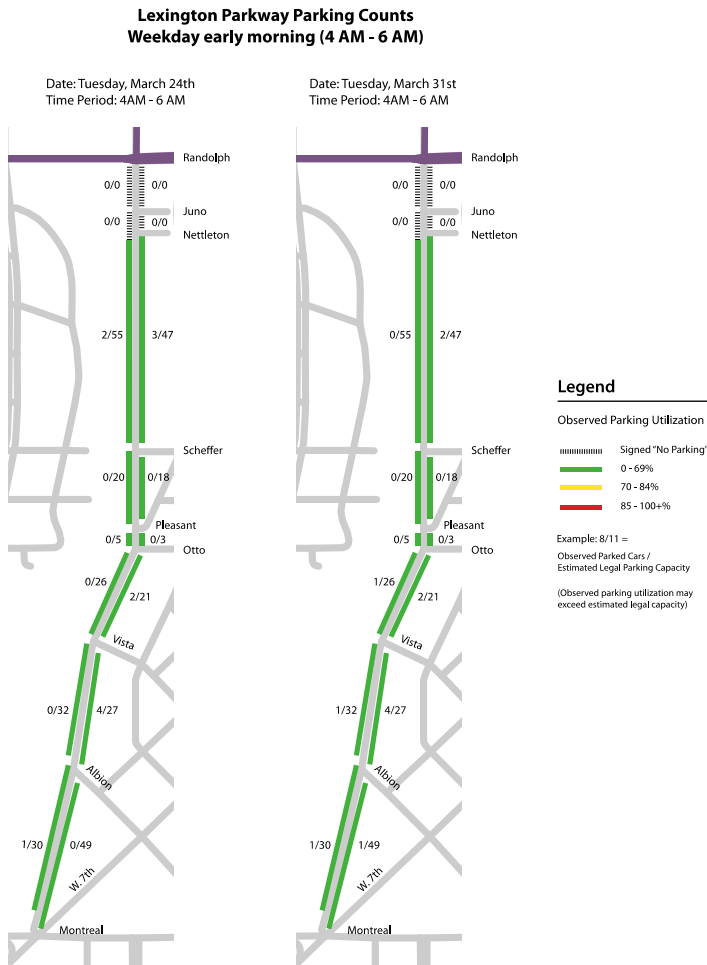 Lexington Parkway Parking Counts
Weekday early morning (4 AM - 6 AM)
Date: Tuesday, March 24th
Time Period: 4AM - 6 AM
Randolph
0/0 0/0
Juno
0/0 0/0
Nettleton
2/55 3/47
Scheffer
0/20 0/18
Pleasant
0/5 0/3
Otto
0/26
2/21
Vista
0/32 4/27
Albion
1/30 0/49
W. 7th
Montreal
Date: Tuesday, March 31st
Time Period: 4AM - 6 AM
Randolph
0/0 0/0
Juno
0/0 0/0
Nettleton
0/55 2/47
Scheffer
0/20 0/18
Pleasant
0/5 0/3
Otto
1/26
2/21
Vista
1/32 4/27
Albion
1/30 1/49
W. 7th
Montreal
Legend
Observed Parking Utilization
Signed "No Parking"
0 - 69%
70 - 84%
85 - 100+%
Example: 8/11 =
Observed Parked Cars /
Estimated Legal Parking Capacity
(Observed parking utilization may
exceed estimated legal capacity)